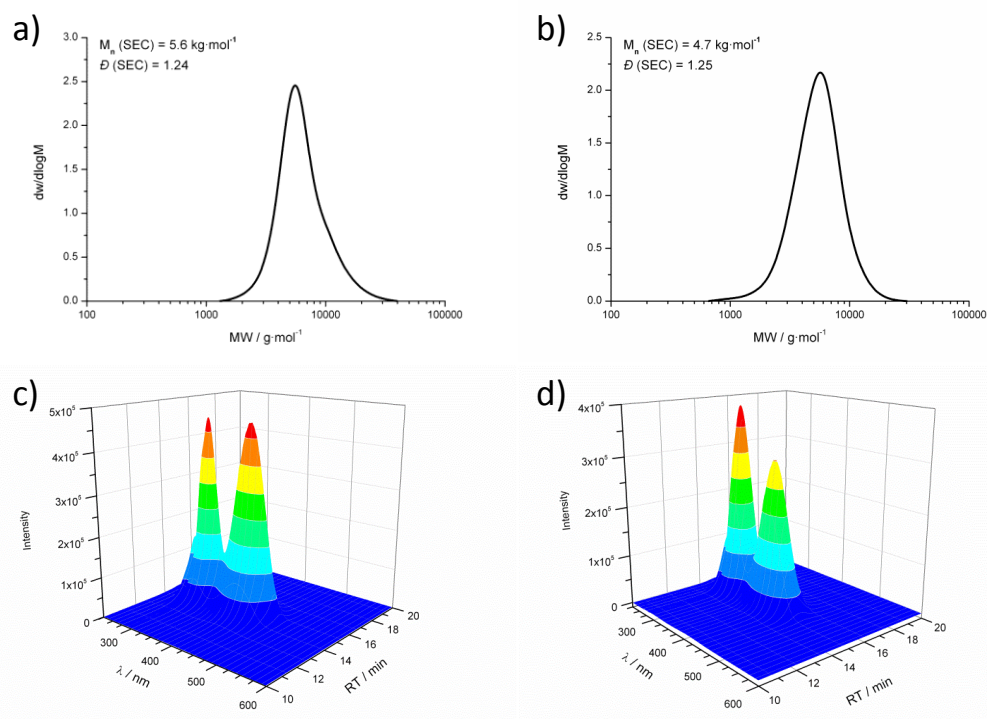 a)
M_n (SEC) = 5.6 kg·mol⁻¹
Đ (SEC) = 1.24
3.0
2.5
2.0
1.5
1.0
0.5
0.0
dw/dlogM
100 1000 10000 100000
MW / g·mol⁻¹
b)
M_n (SEC) = 4.7 kg·mol⁻¹
Đ (SEC) = 1.25
2.5
2.0
1.5
1.0
0.5
0.0
dw/dlogM
100 1000 10000 100000
MW / g·mol⁻¹
c)
5x10⁵
4x10⁵
3x10⁵
2x10⁵
1x10⁵
0
Intensity
300 400 500 600
λ / nm
10 12 14 16 18 20
RT / min
d)
4x10⁵
3x10⁵
2x10⁵
1x10⁵
0
Intensity
300 400 500 600
λ / nm
10 12 14 16 18 20
RT / min